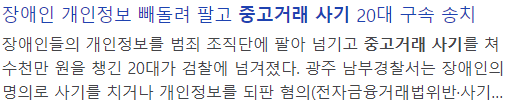 장애인 개인정보 빼돌려 팔고 중고거래 사기 20대 구속 송치
장애인들의 개인정보를 범죄 조직단에 팔아 넘기고 중고거래 사기를 쳐
수천만 원을 챙긴 20대가 검찰에 넘겨졌다. 광주 남부경찰서는 장애인의
명의로 사기를 치거나 개인정보를 되판 혐의(전자금융거래법위반·사기...